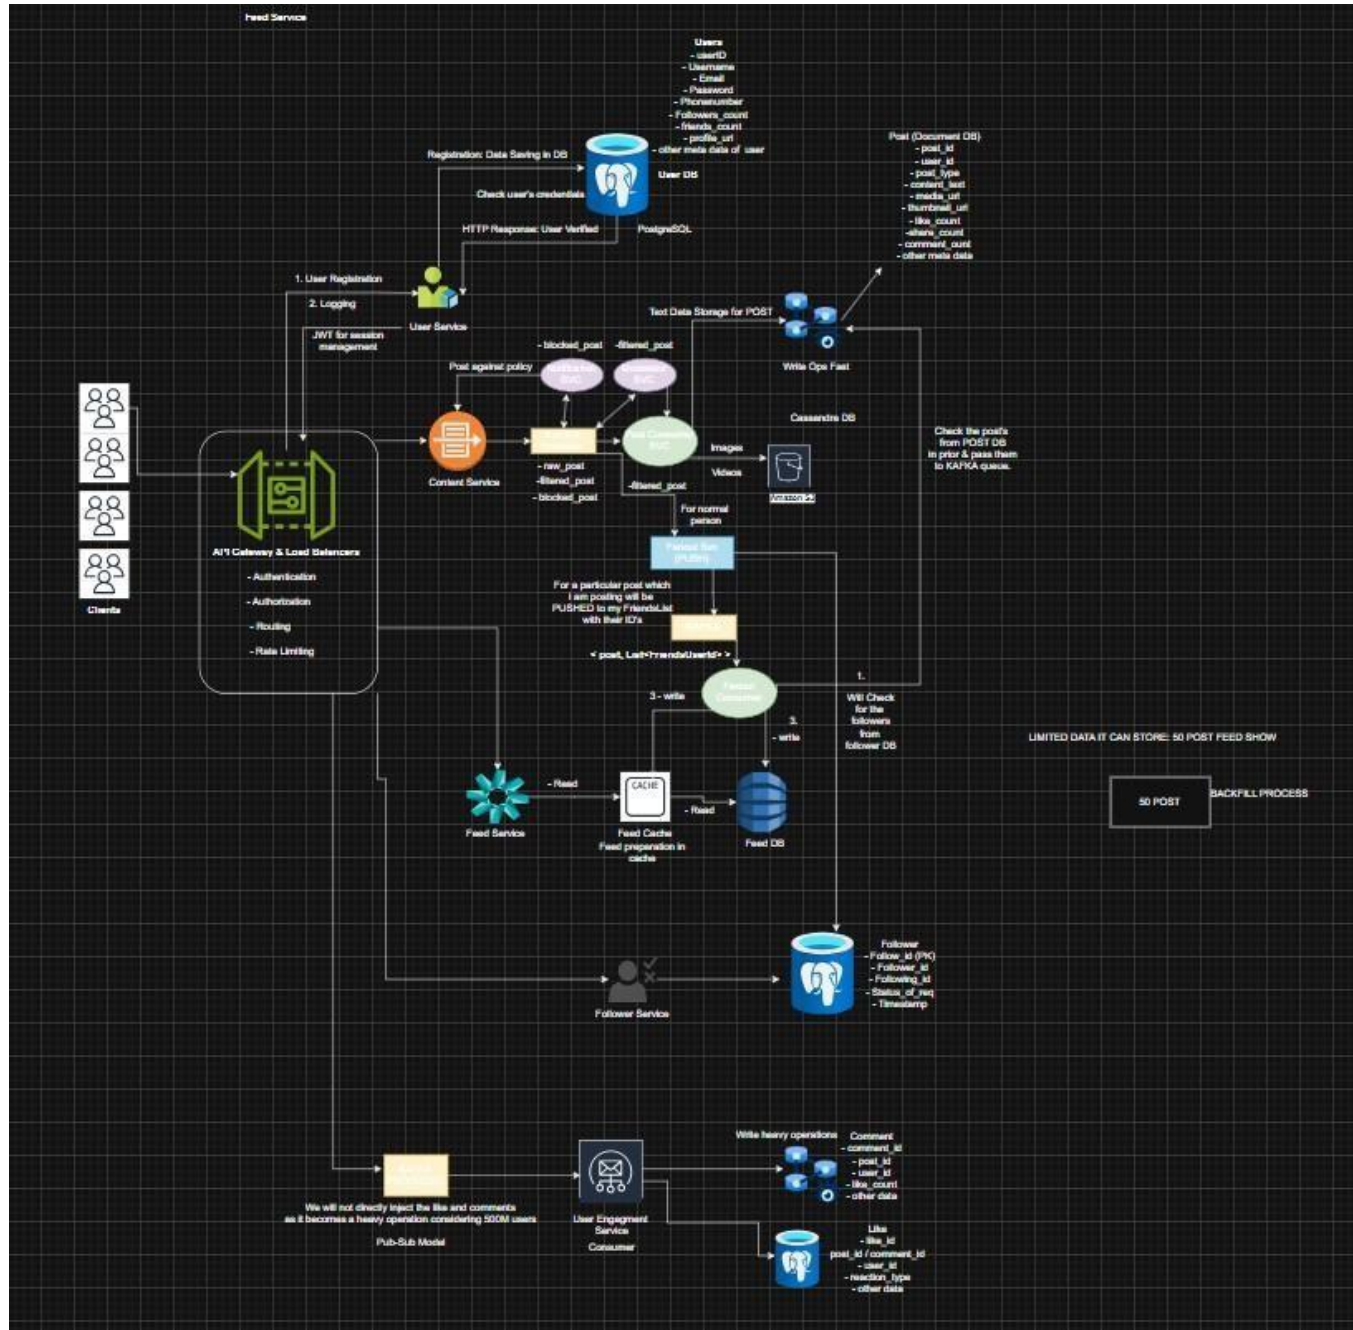 Feed Service
Users
- userID
- Username
- Email
- Password
- Phonenumber
- Followers_count
- friends_count
- profile_url
- other meta data of user
User DB
PostgreSQL
Registration: Data Saving in DB
Check user's credentials
HTTP Response: User Verified
Post (Document DB)
- post_id
- user_id
- post_type
- content_text
- media_url
- thumbnail_url
- like_count
-share_count
- comment_ount
- other meta data
1. User Registration
2. Logging
User Service
JWT for session
management
Text Data Storage for POST
Write Ops Fast
- blocked_post
-filtered_post
Post against policy
SVC
SVC
SVC
Content Service
- raw_post
-filtered_post
- blocked_post
-filtered_post
Cassandre DB
Images
Videos
Amazon S3
Check the post's
from POST DB
in prior & pass them
to KAFKA queue.
For normal
person
(PUSH)
API Gateway & Load Balancers
- Authentication
- Authorization
- Routing
- Rate Limiting
Clients
For a particular post which
I am posting will be
PUSHED to my FriendsList
with their ID's
< post, List<FriendsUserId> >
Consumer
1.
Will Check
for the
followers
from
follower DB
3 - write
3.
- write
LIMITED DATA IT CAN STORE: 50 POST FEED SHOW
50 POST
BACKFILL PROCESS
- Read
CACHE
- Read
Feed Service
Feed Cache
Feed preparation in
cache
Feed DB
Follower
- Follow_id (PK)
- Follower_id
- Following_id
- Status_of_req
- Timestamp
Follower Service
Write heavy operations
Comment
- comment_id
- post_id
- user_id
- like_count
- other data
We will not directly inject the like and comments
as it becomes a heavy operation considering 500M users
Pub-Sub Model
User Engagment
Service
Consumer
Like
- like_id
post_id / comment_id
- user_id
- reaction_type
- other data